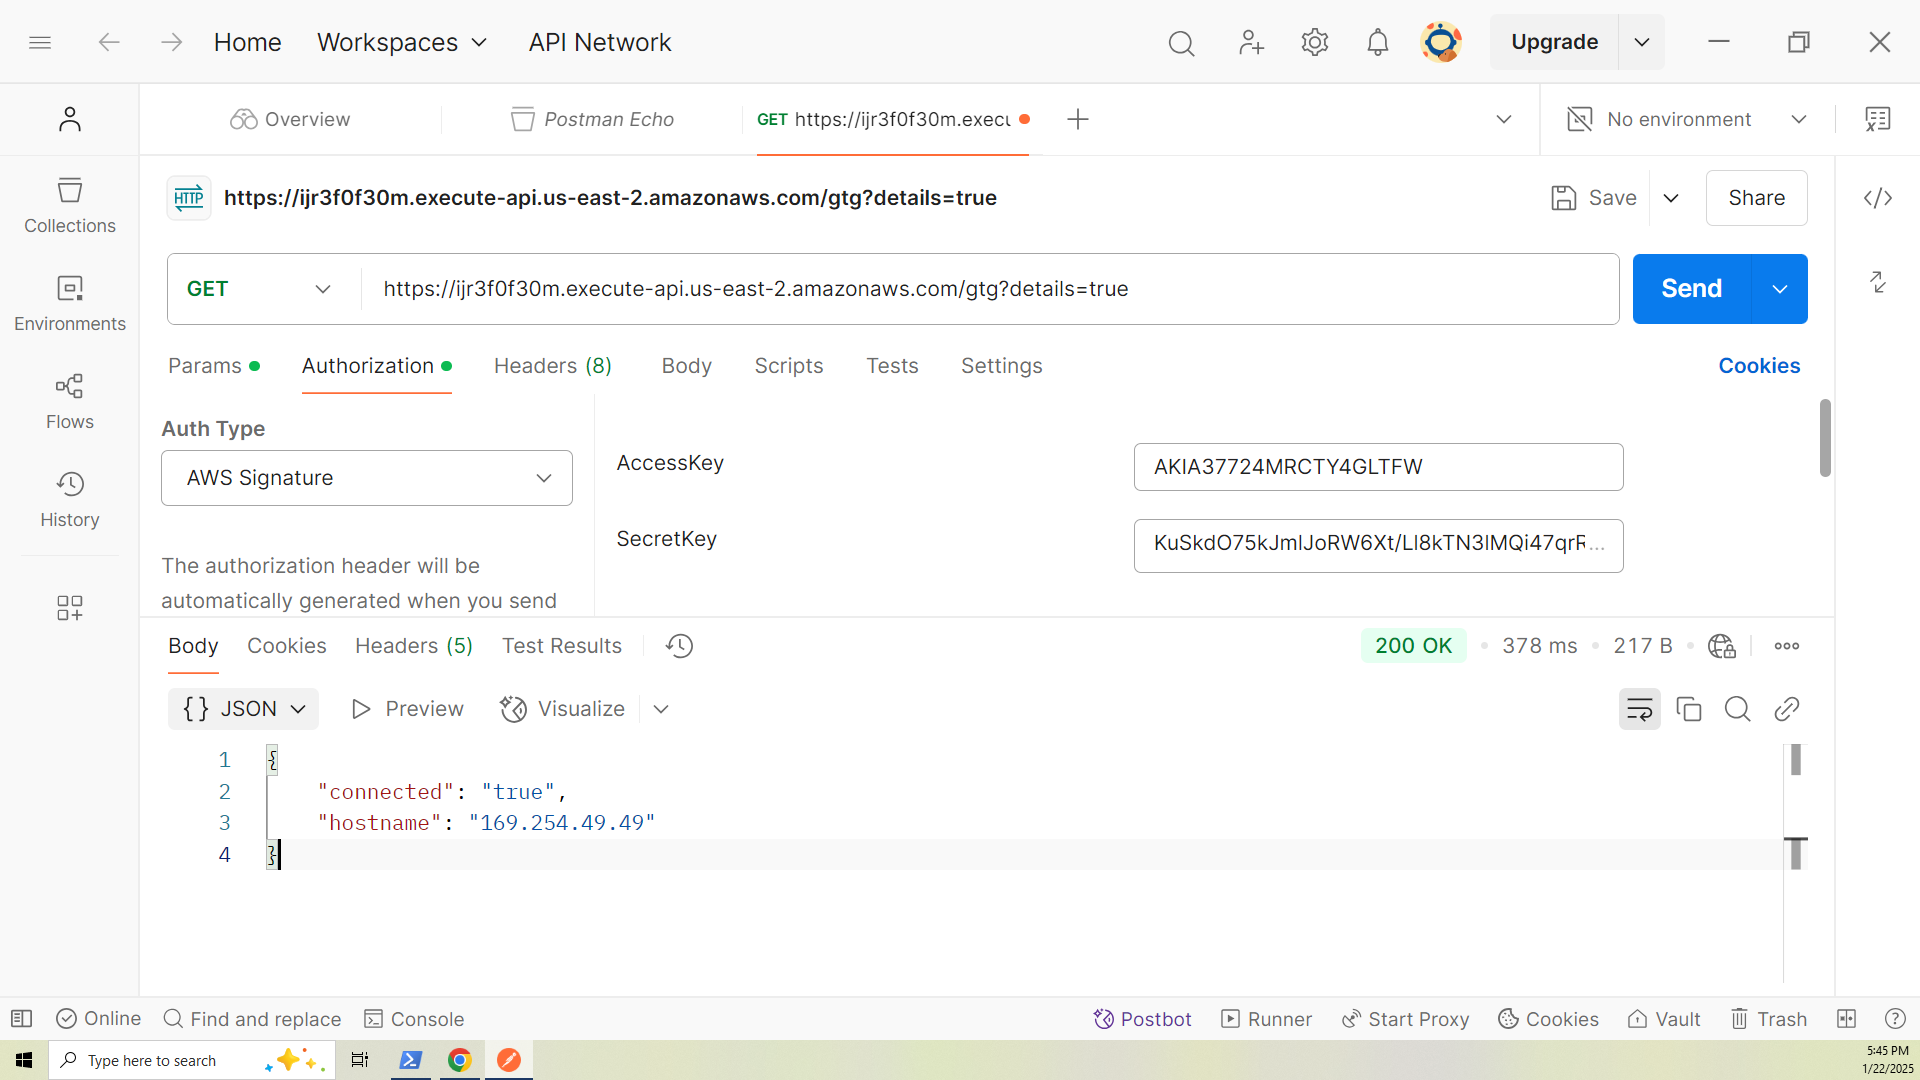 Home Workspaces API Network Upgrade
Overview Postman Echo GET https://ijr3f0f30m.execu No environment
HTTP https://ijr3f0f30m.execute-api.us-east-2.amazonaws.com/gtg?details=true Save Share
Collections
GET https://ijr3f0f30m.execute-api.us-east-2.amazonaws.com/gtg?details=true Send
Environments
Params Authorization Headers (8) Body Scripts Tests Settings Cookies
Flows
Auth Type
AccessKey AKIA37724MRCTY4GLTFW
AWS Signature
History
SecretKey KuSkdO75kJmlJoRW6Xt/Ll8kTN3lMQi47qrR...
The authorization header will be
automatically generated when you send
Body Cookies Headers (5) Test Results 200 OK • 378 ms • 217 B
{} JSON Preview Visualize
1 {
2 "connected": "true",
3 "hostname": "169.254.49.49"
4 }
Online Find and replace Console Postbot Runner Start Proxy Cookies Vault Trash
Type here to search 5:45 PM
1/22/2025